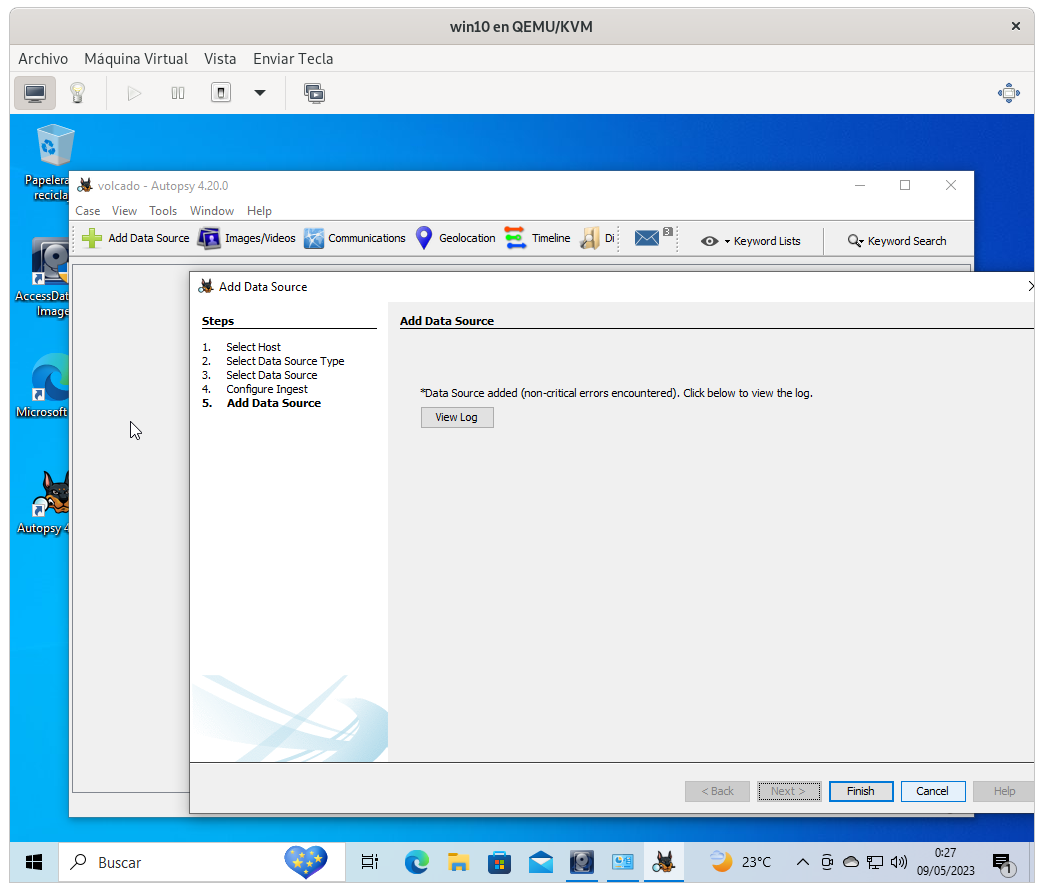 win10 en QEMU/KVM
Archivo Máquina Virtual Vista Enviar Tecla
Papelera
recicla
volcado - Autopsy 4.20.0
Case View Tools Window Help
Add Data Source Images/Videos Communications Geolocation Timeline Di 3 Keyword Lists Keyword Search
AccessDat
Image
Microsoft
Autopsy 4
Add Data Source
Steps
1. Select Host
2. Select Data Source Type
3. Select Data Source
4. Configure Ingest
5. Add Data Source
Add Data Source
*Data Source added (non-critical errors encountered). Click below to view the log.
View Log
< Back Next > Finish Cancel Help
Buscar
23°C
0:27
09/05/2023
1